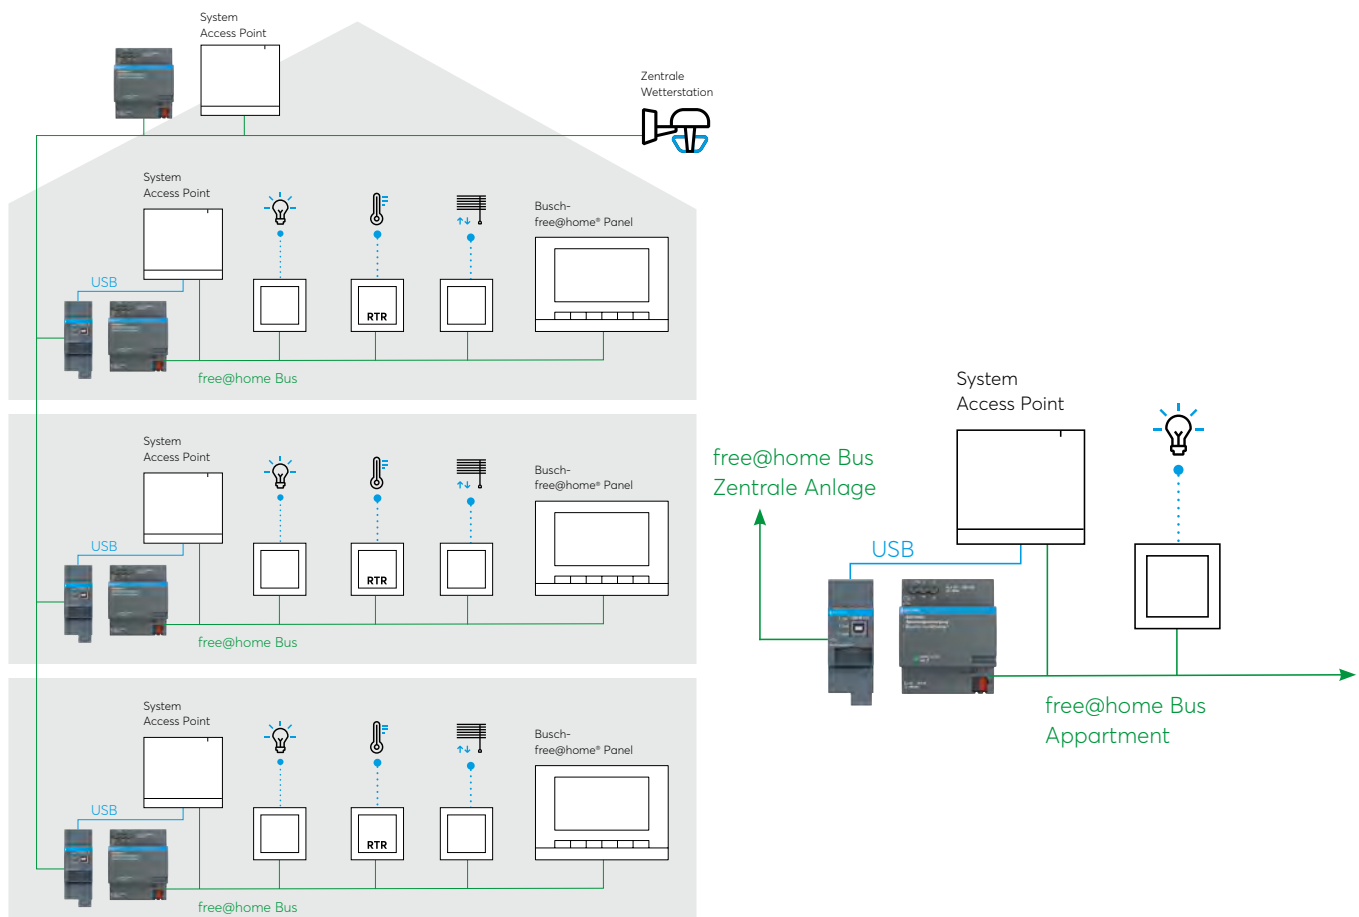 System
Access Point
Zentrale
Wetterstation
System
Access Point
Busch-
free@home® Panel
USB
RTR
free@home Bus
System
Access Point
Busch-
free@home® Panel
USB
RTR
free@home Bus
System
Access Point
Busch-
free@home® Panel
USB
RTR
free@home Bus
System
Access Point
free@home Bus
Zentrale Anlage
USB
free@home Bus
Appartment